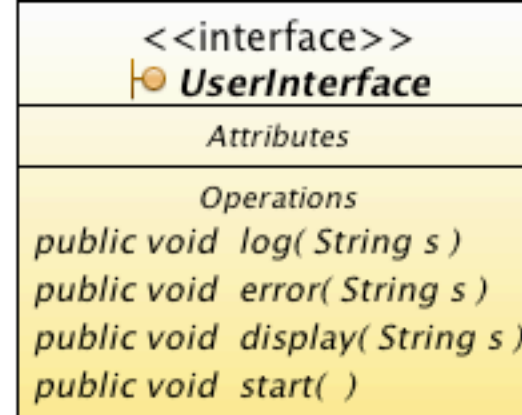 <<interface>>
UserInterface
Attributes
Operations
public void log( String s )
public void error( String s )
public void display( String s )
public void start( )